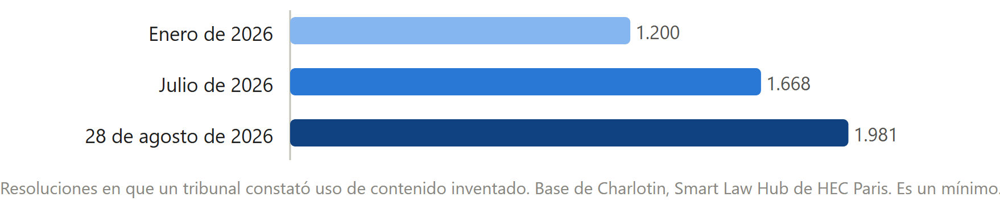 Enero de 2026 1.200
Julio de 2026 1.668
28 de agosto de 2026 1.981
Resoluciones en que un tribunal constató uso de contenido inventado. Base de Charlotin, Smart Law Hub de HEC Paris. Es un mínimo.